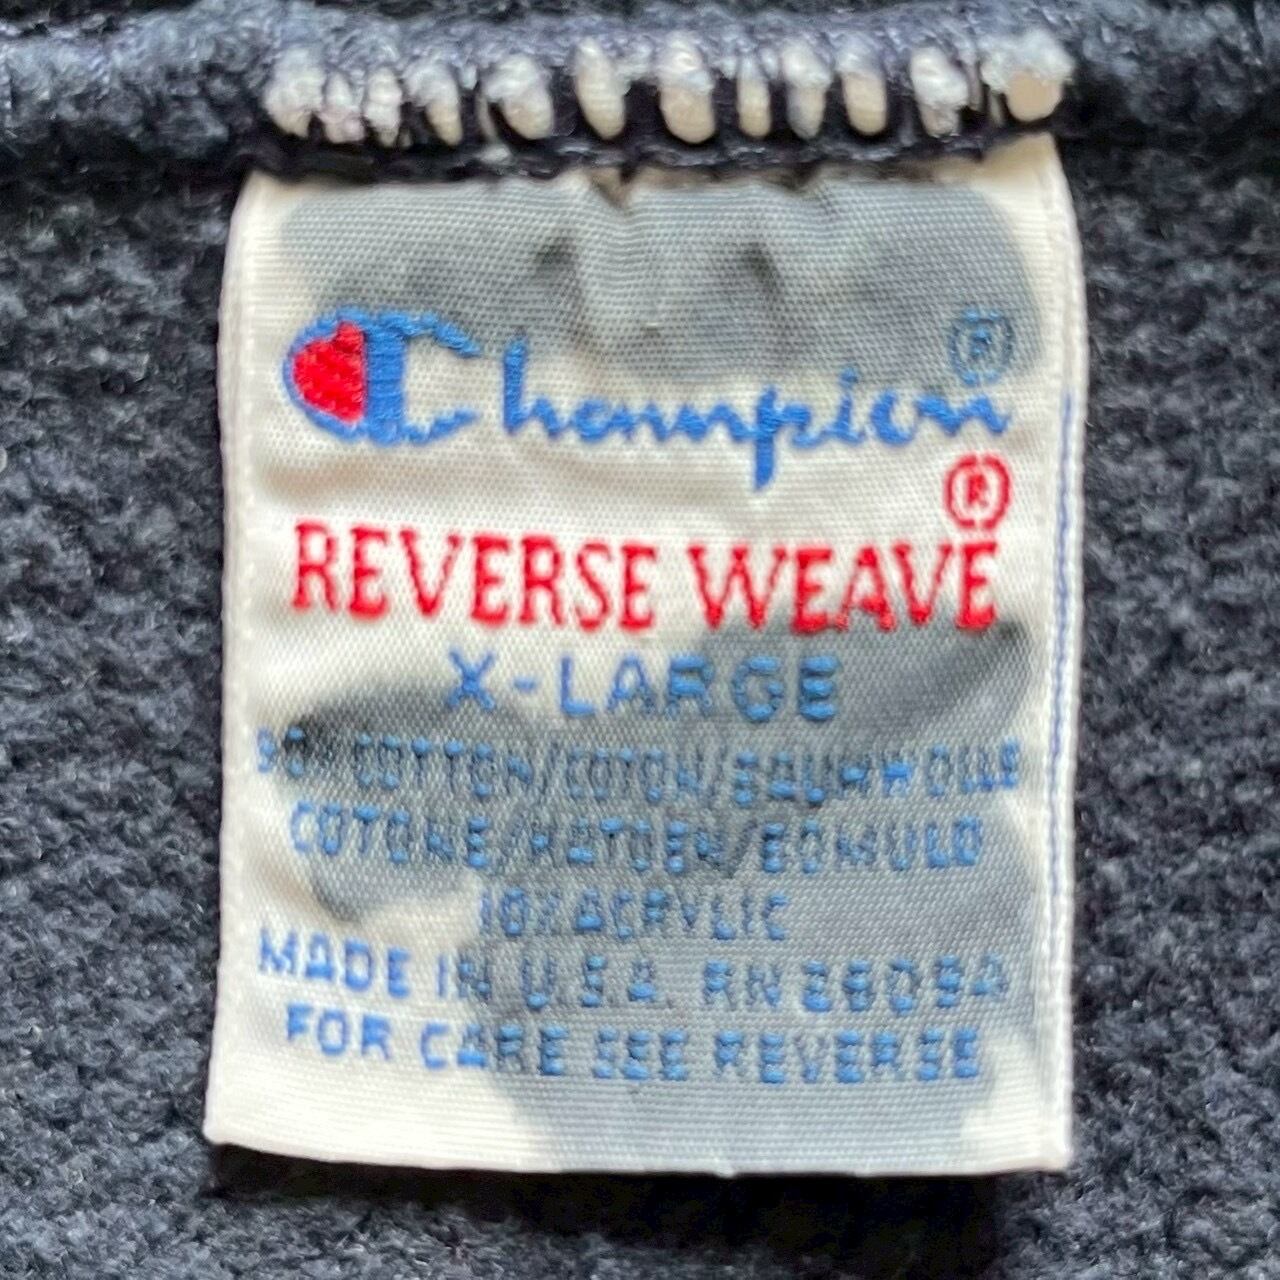 Champion®
REVERSE WEAVE®
X-LARGE
90% COTTON/COTON/BAUMWOLLE
COTONE/KATOEN/BOMULD
10% ACRYLIC
MADE IN U.S.A. RN 26094
FOR CARE SEE REVERSE